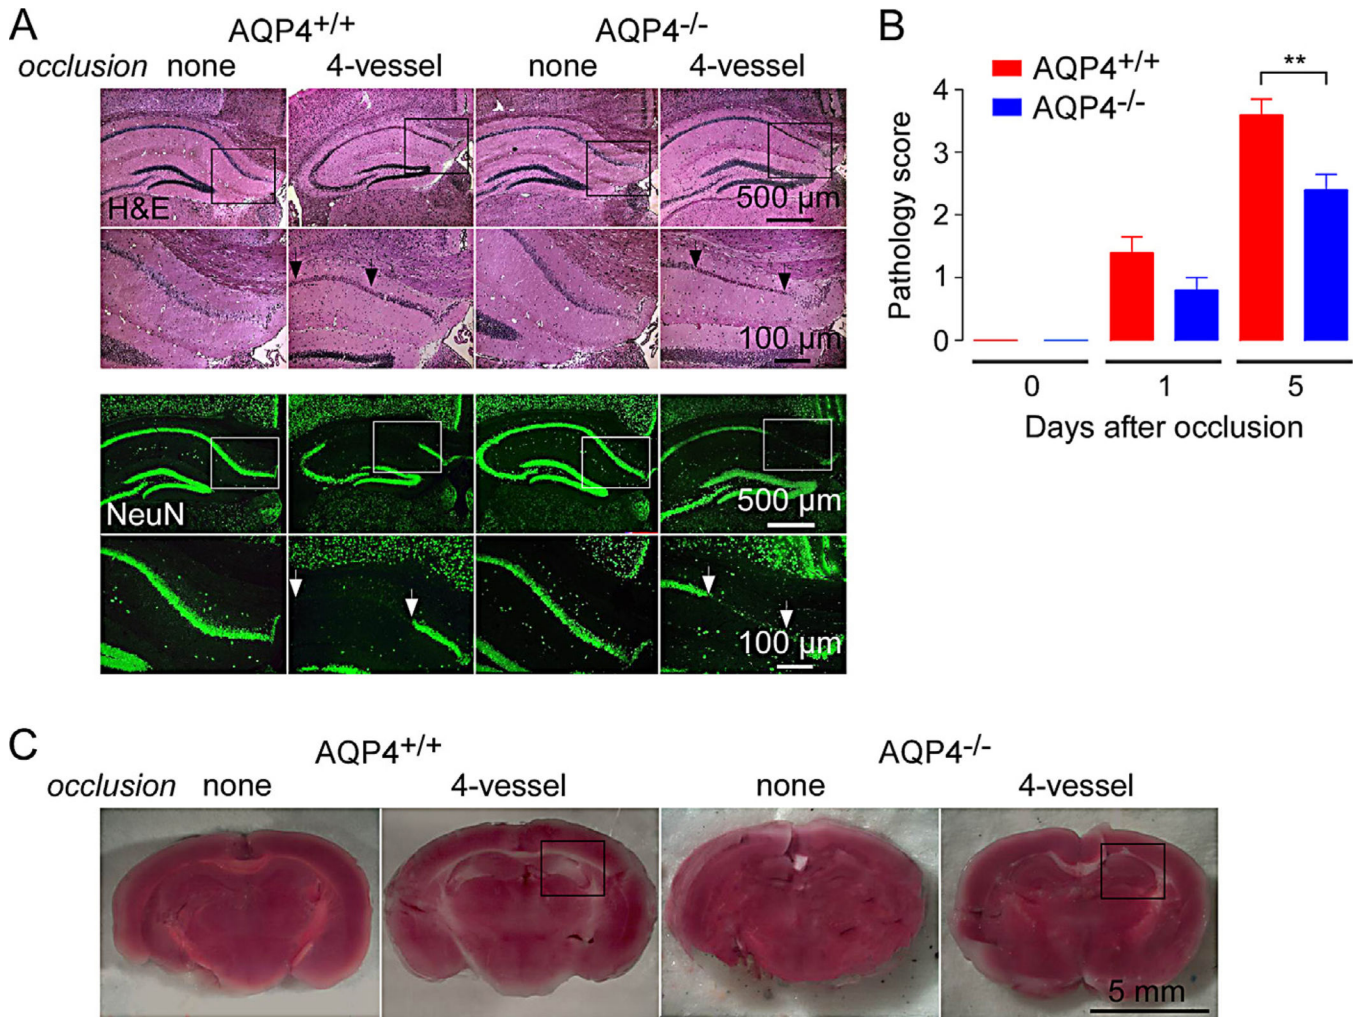 A
AQP4+/+ AQP4-/-
occlusion none 4-vessel none 4-vessel
H&E
500 µm
100 µm
NeuN
500 µm
100 µm
B
AQP4+/+
AQP4-/-
**
Pathology score
4
3
2
1
0
0 1 5
Days after occlusion
C
AQP4+/+ AQP4-/-
occlusion none 4-vessel none 4-vessel
5 mm